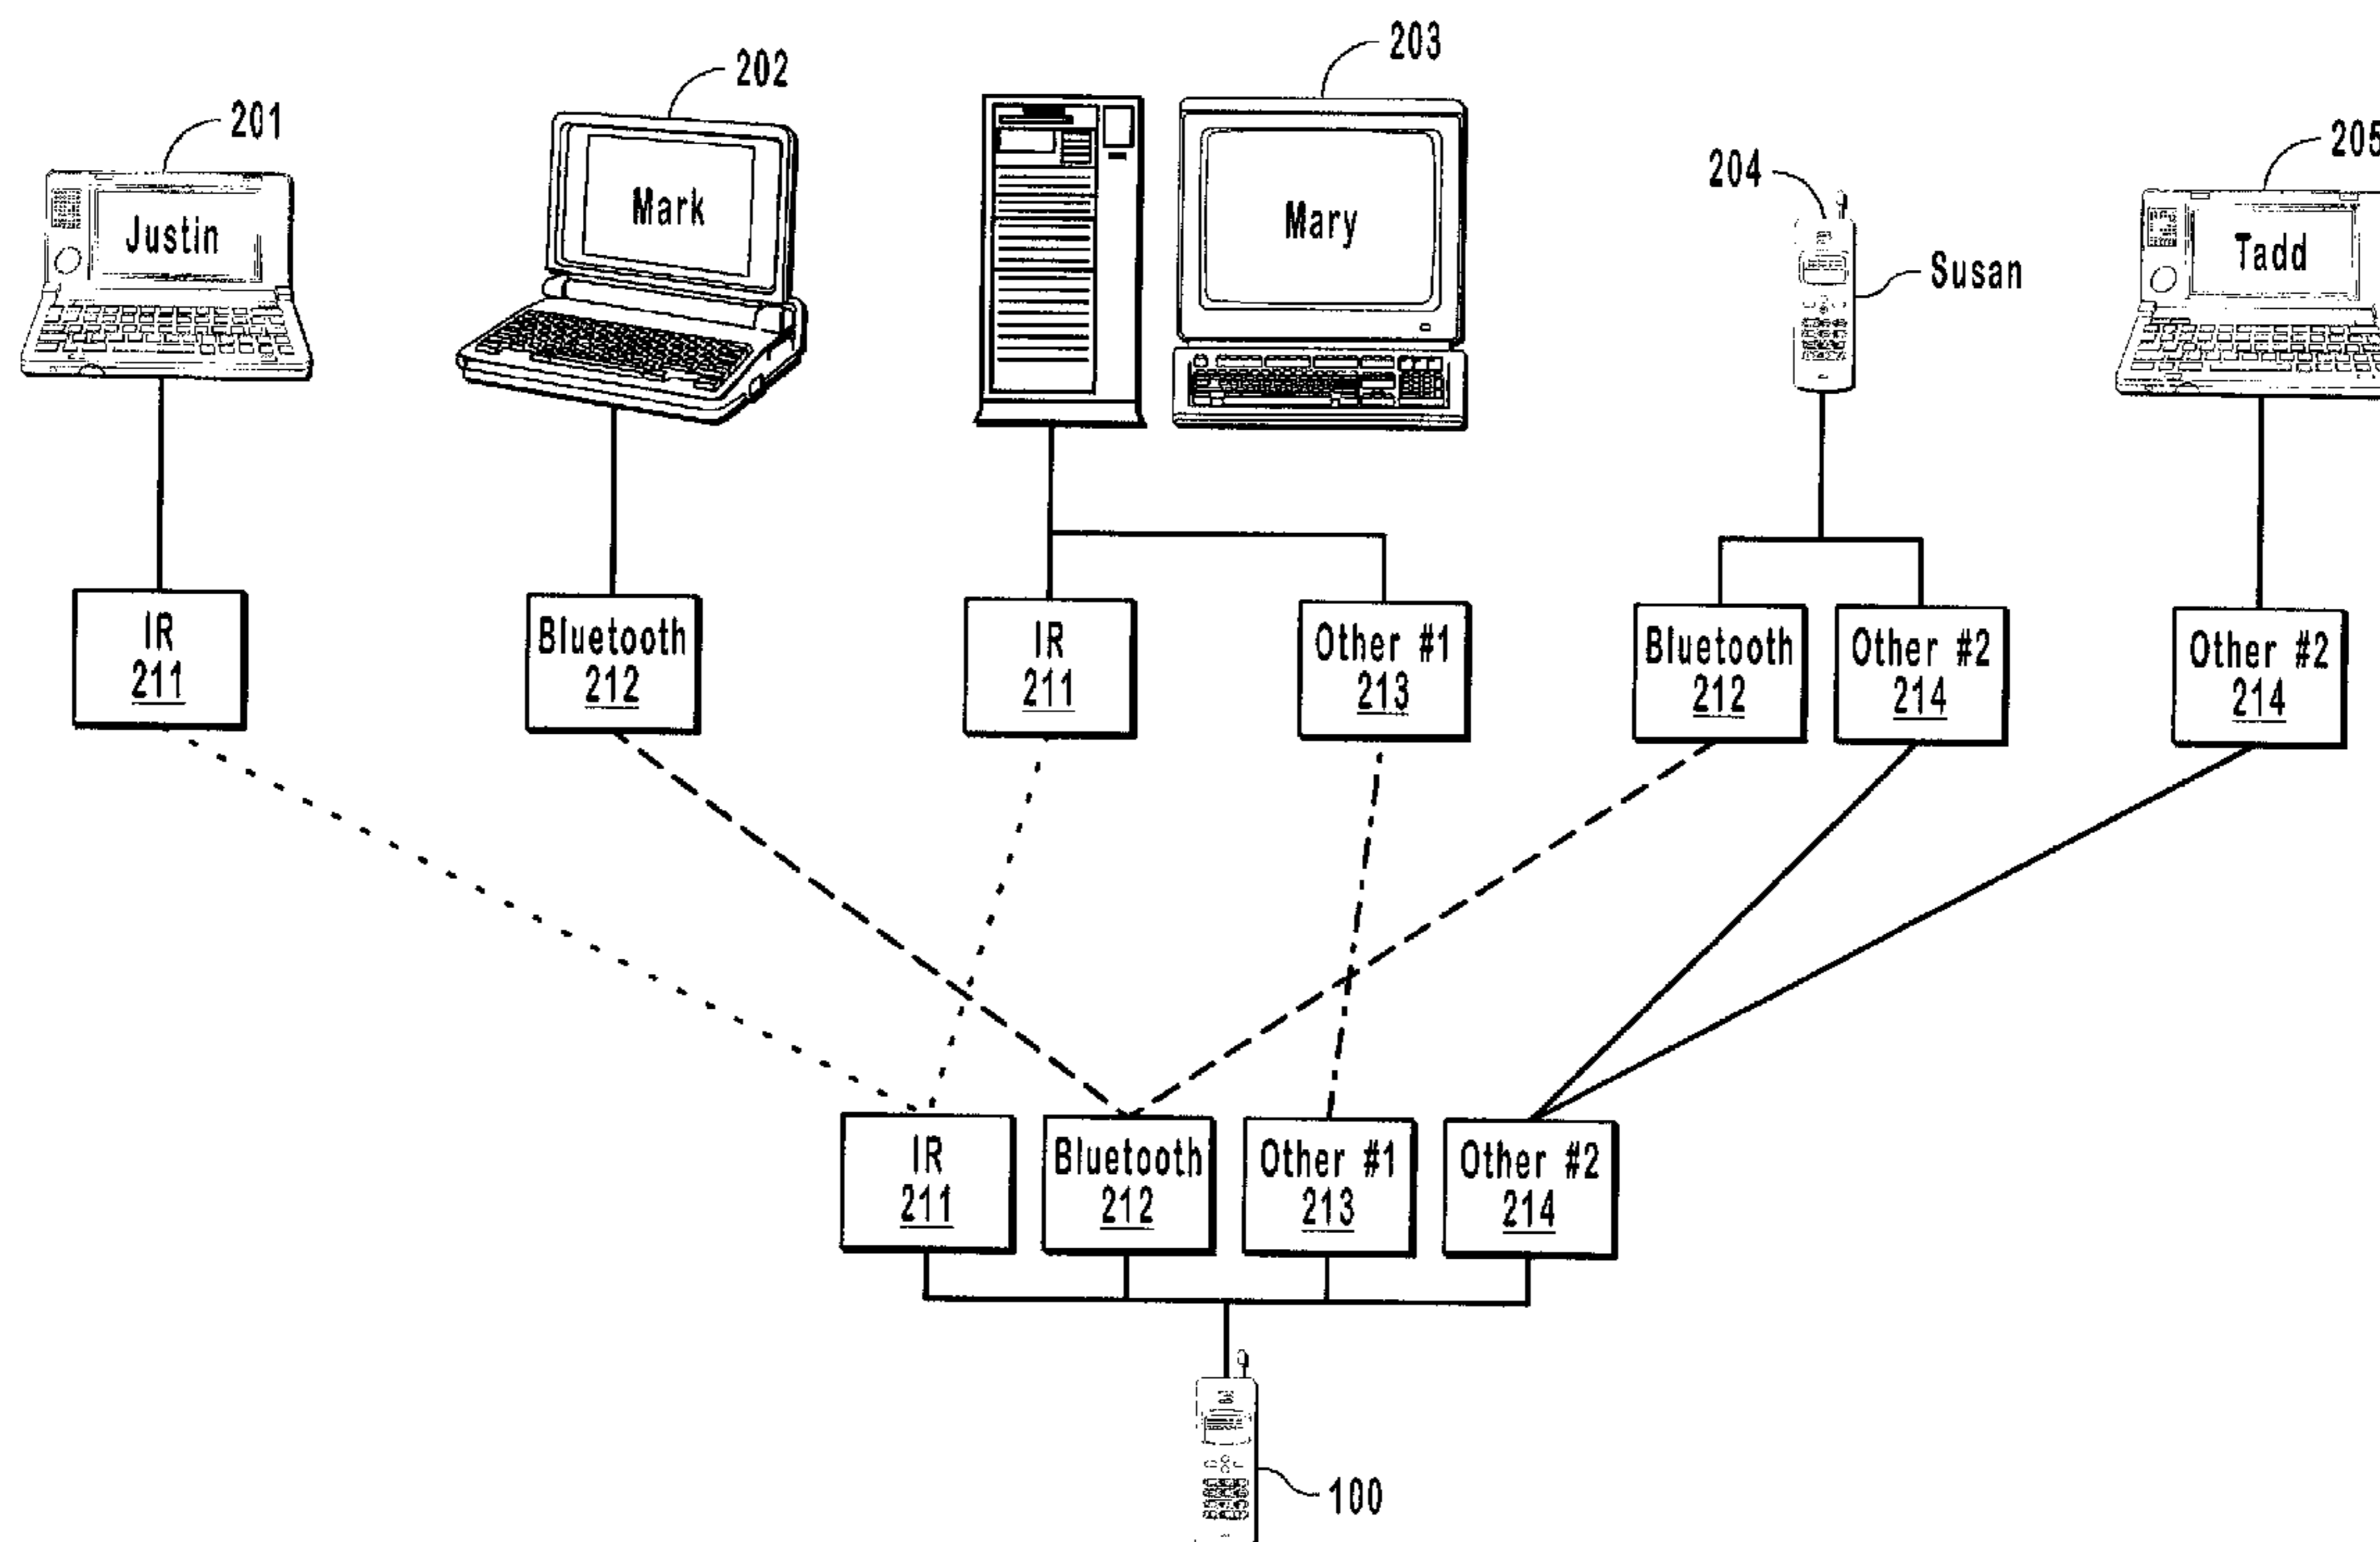 203
202
201
205
204
Mark
Mary
Justin
Susan
Tadd
IR
211
Bluetooth
212
IR
211
Other #1
213
Bluetooth
212
Other #2
214
Other #2
214
IR
211
Bluetooth
212
Other #1
213
Other #2
214
100